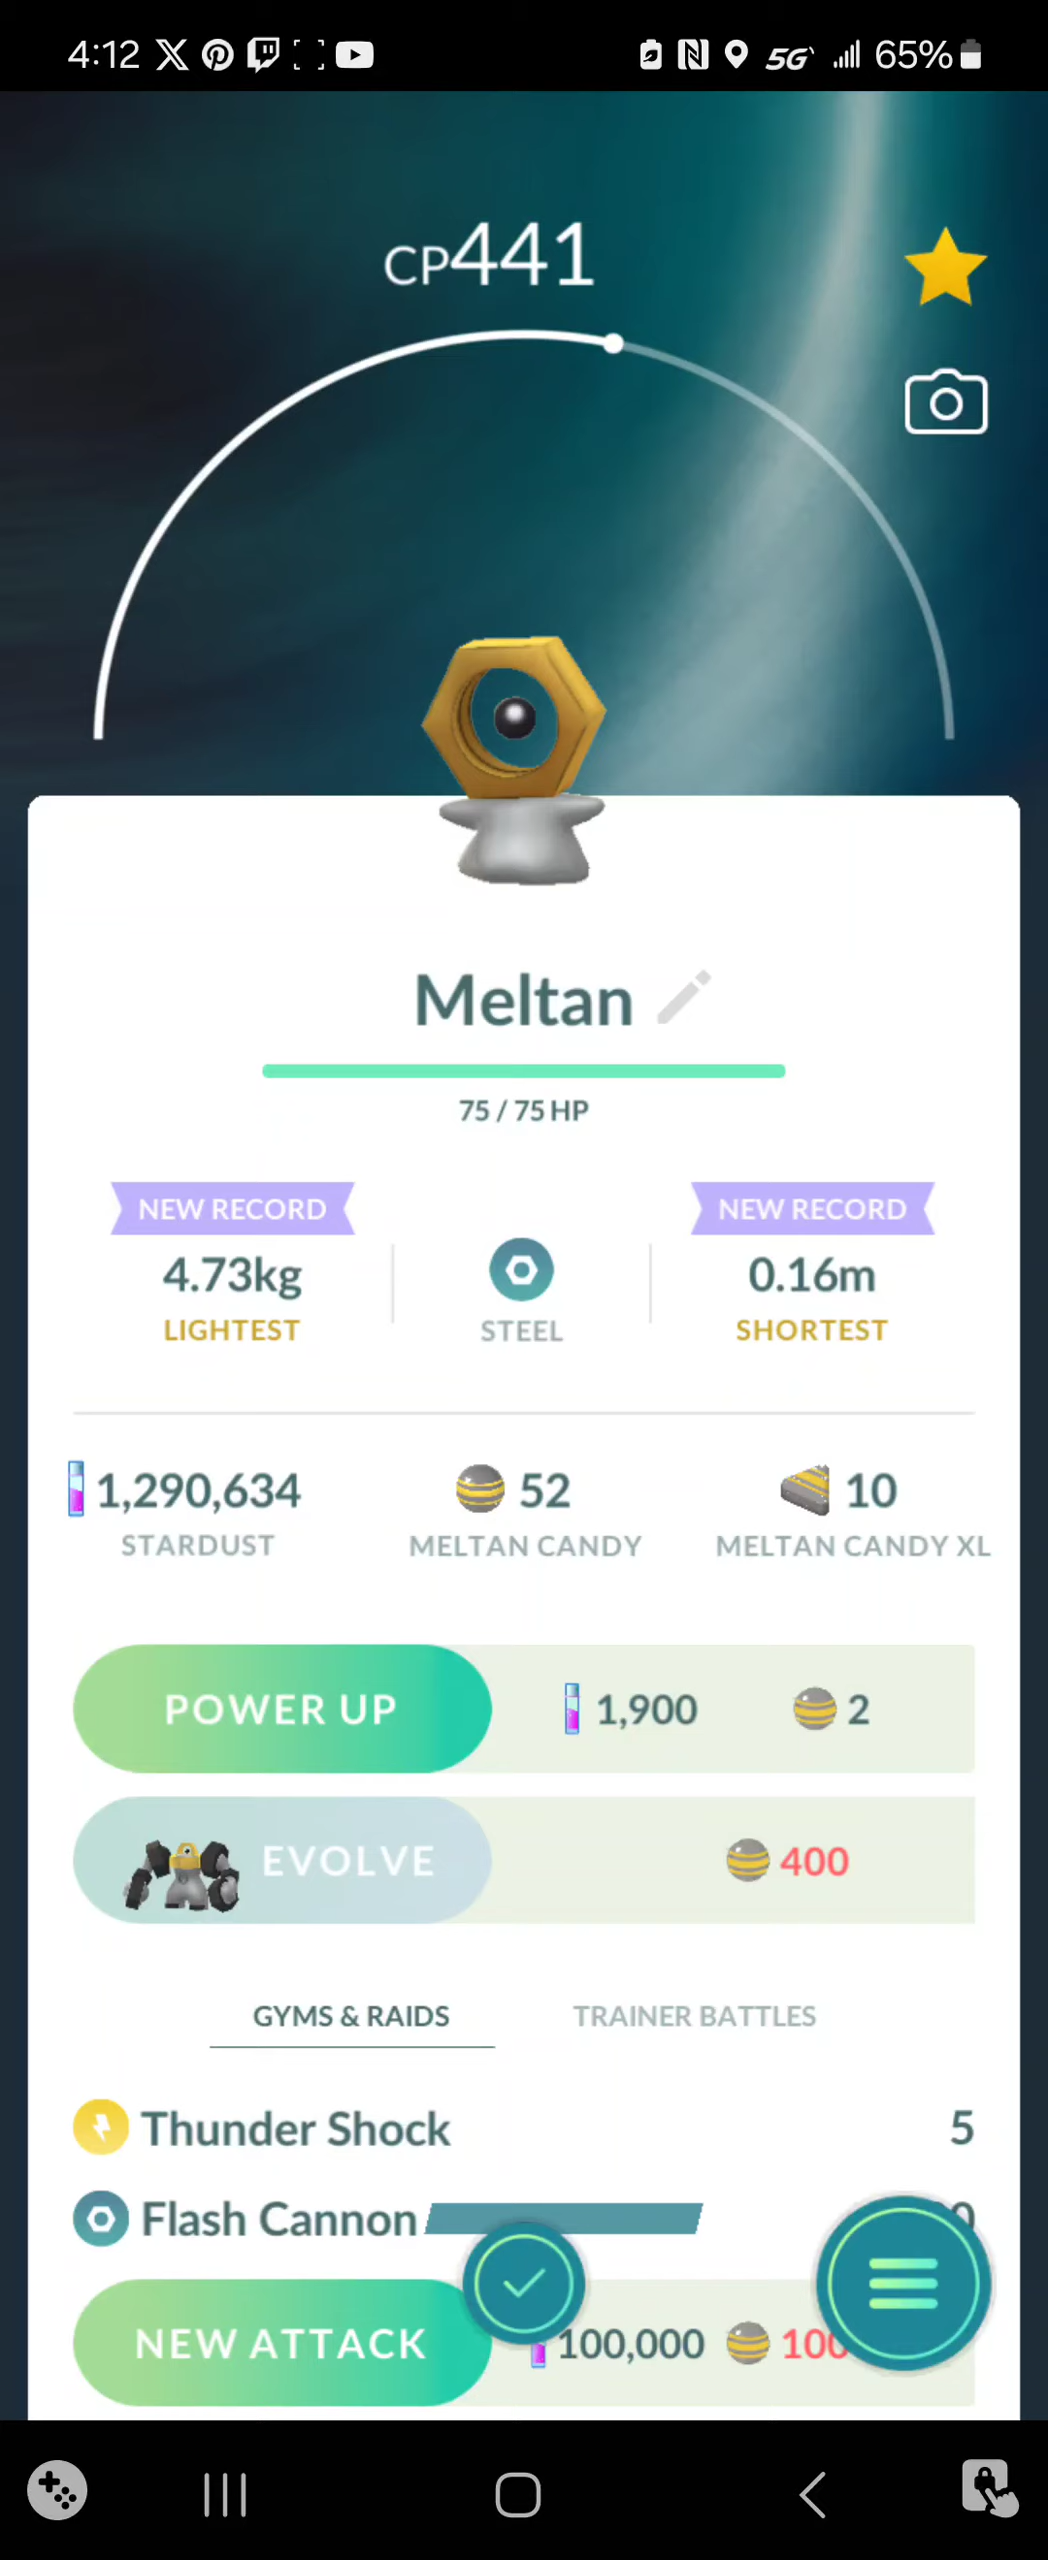 4:12 5G 65%
CP441
Meltan
75 / 75 HP
NEW RECORD NEW RECORD
4.73kg 0.16m
LIGHTEST STEEL SHORTEST
1,290,634 52 10
STARDUST MELTAN CANDY MELTAN CANDY XL
POWER UP 1,900 2
EVOLVE 400
GYMS & RAIDS TRAINER BATTLES
Thunder Shock 5
Flash Cannon
NEW ATTACK 100,000 100